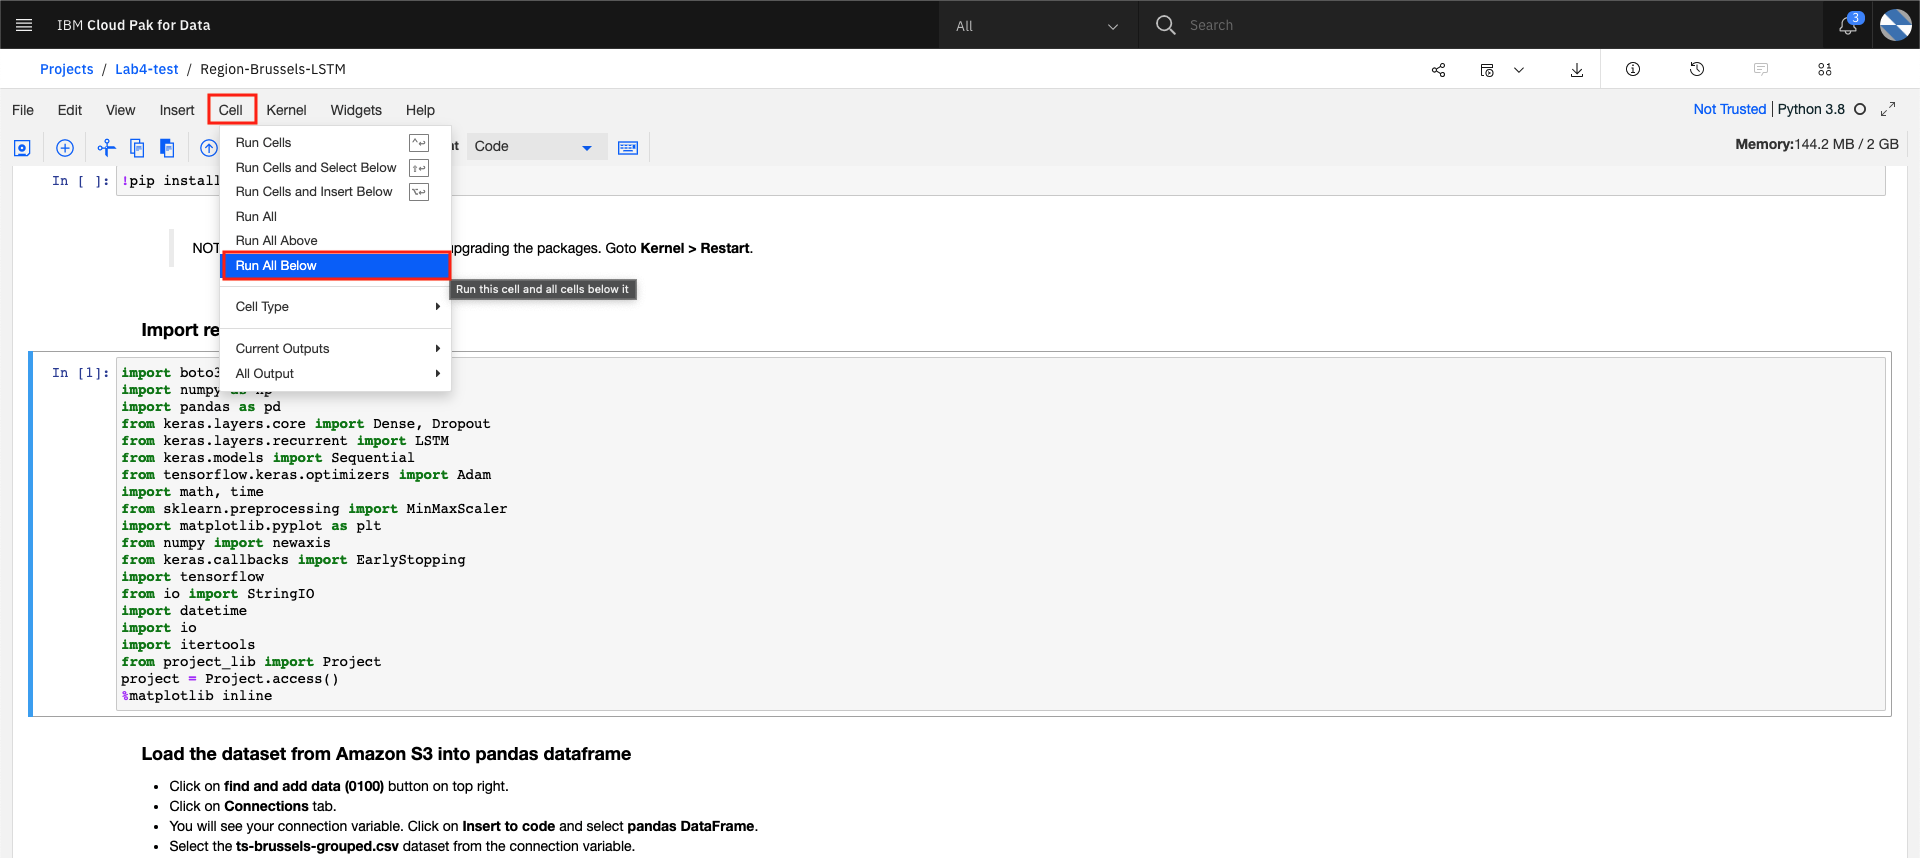 IBM Cloud Pak for Data
All
Search
3
Projects / Lab4-test / Region-Brussels-LSTM
File Edit View Insert Cell Kernel Widgets Help
Not Trusted | Python 3.8
Code
Memory:144.2 MB / 2 GB
Run Cells
Run Cells and Select Below
Run Cells and Insert Below
Run All
Run All Above
Run All Below
Run this cell and all cells below it
Cell Type
Current Outputs
All Output
In [ ]: !pip install
NOT
upgrading the packages. Goto Kernel > Restart.
Import re
In [1]: import boto3
import numpy as np
import pandas as pd
from keras.layers.core import Dense, Dropout
from keras.layers.recurrent import LSTM
from keras.models import Sequential
from tensorflow.keras.optimizers import Adam
import math, time
from sklearn.preprocessing import MinMaxScaler
import matplotlib.pyplot as plt
from numpy import newaxis
from keras.callbacks import EarlyStopping
import tensorflow
from io import StringIO
import datetime
import io
import itertools
from project_lib import Project
project = Project.access()
%matplotlib inline
Load the dataset from Amazon S3 into pandas dataframe
• Click on find and add data (0100) button on top right.
• Click on Connections tab.
• You will see your connection variable. Click on Insert to code and select pandas DataFrame.
• Select the ts-brussels-grouped.csv dataset from the connection variable.